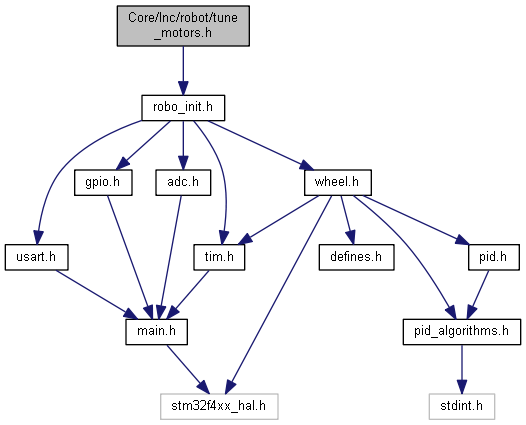 Core/Inc/robot/tune
_motors.h
robo_init.h
gpio.h
adc.h
wheel.h
usart.h
tim.h
defines.h
pid.h
main.h
pid_algorithms.h
stm32f4xx_hal.h
stdint.h